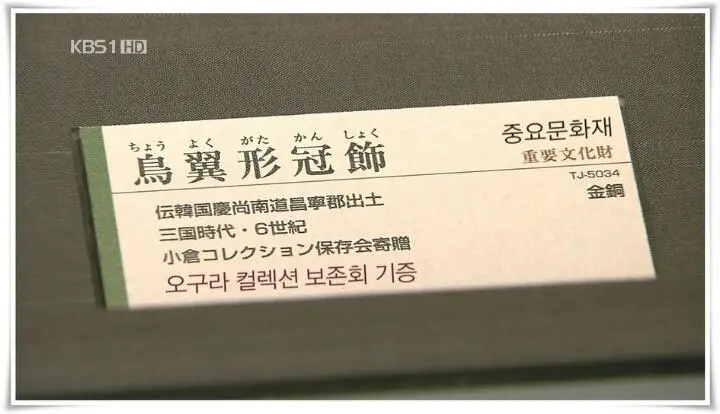 KBS1HD
ちょう よく がた かん しょく
鳥翼形冠飾
중요문화재
重要文化財
TJ-5034
金銅
伝韓国慶尚南道昌寧郡出土
三国時代・6世紀
小倉コレクション保存会寄贈
오구라 컬렉션 보존회 기증